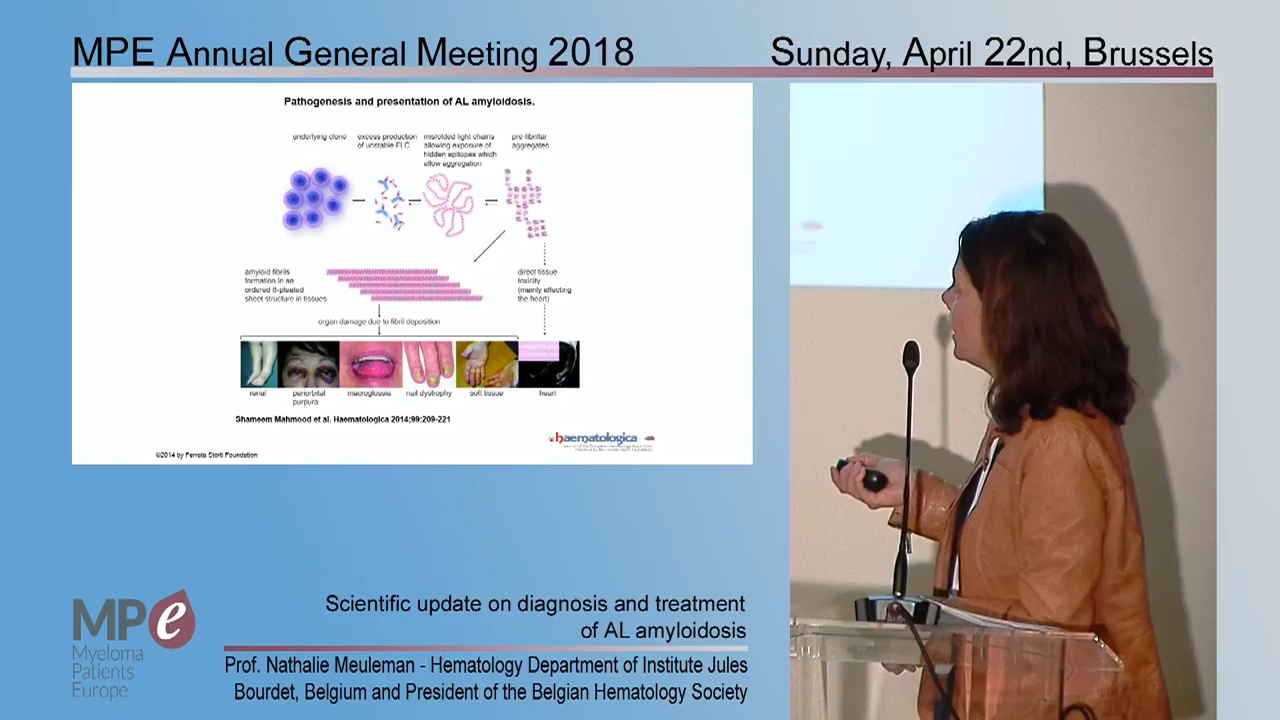 MPE Annual General Meeting 2018
Sunday, April 22nd, Brussels
Pathogenesis and presentation of AL amyloidosis.
underlying clone
excess production
of unstable FLC
misfolded light chains
allowing exposure of
hidden epitopes which
allow aggregation
pre-fibrillar
aggregates
amyloid fibrils
formation in an
ordered ß-pleated
sheet structure in tissues
direct tissue
toxicity
(mainly affecting
the heart)
organ damage due to fibril deposition
renal
periorbital
purpura
macroglossia
nail dystrophy
soft tissue
heart
Shameem Mahmood et al. Haematologica 2014;99:209-221
haematologica
©2014 by Ferrata Storti Foundation
Scientific update on diagnosis and treatment
of AL amyloidosis
MPe
Myeloma
Patients
Europe
Prof. Nathalie Meuleman - Hematology Department of Institute Jules
Bourdet, Belgium and President of the Belgian Hematology Society